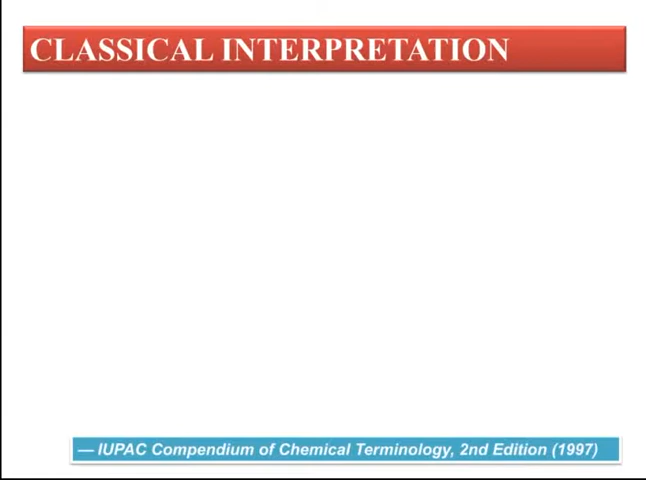 CLASSICAL INTERPRETATION
— IUPAC Compendium of Chemical Terminology, 2nd Edition (1997)